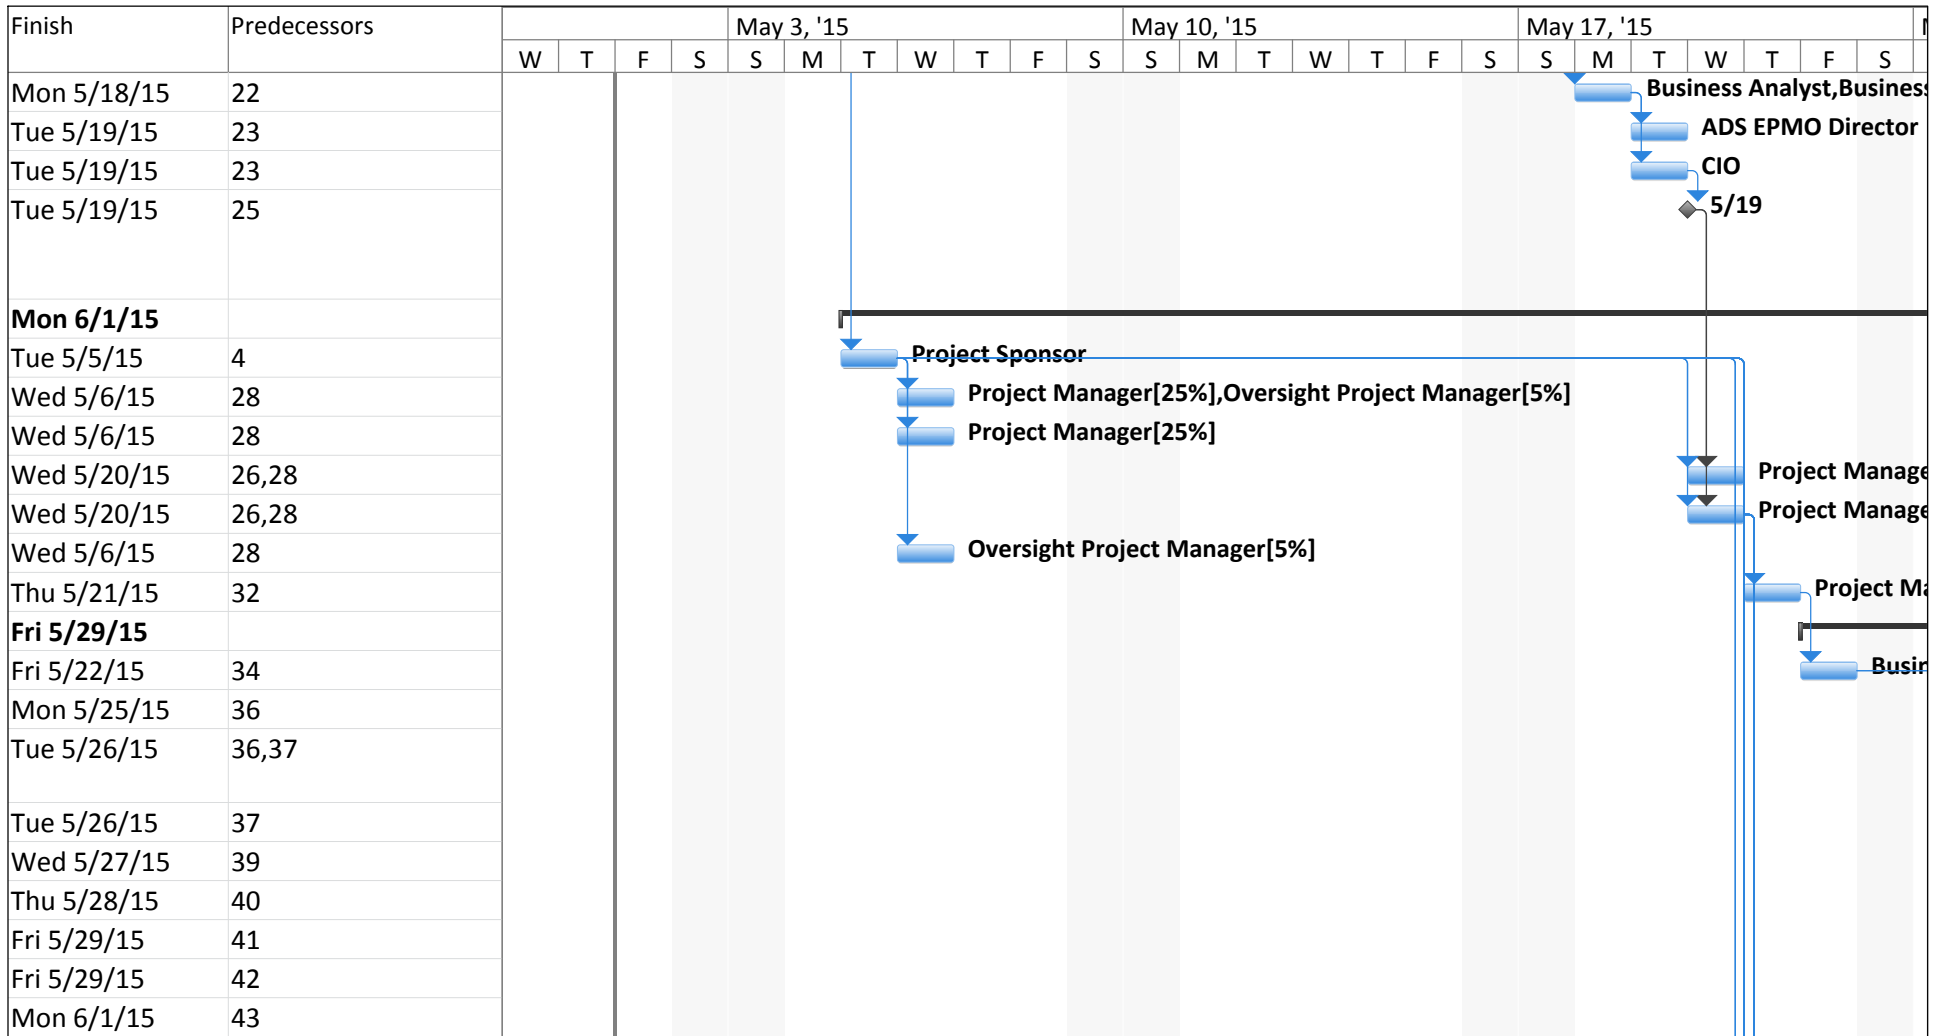 Finish Predecessors May 3, '15 May 10, '15 May 17, '15
W T F S S M T W T F S S M T W T F S S M T W T F S
Mon 5/18/15 22 Business Analyst,Business
Tue 5/19/15 23 ADS EPMO Director
Tue 5/19/15 23 CIO
Tue 5/19/15 25 5/19
Mon 6/1/15
Tue 5/5/15 4 Project Sponsor
Wed 5/6/15 28 Project Manager[25%],Oversight Project Manager[5%]
Wed 5/6/15 28 Project Manager[25%]
Wed 5/20/15 26,28 Project Manage
Wed 5/20/15 26,28 Project Manage
Wed 5/6/15 28 Oversight Project Manager[5%]
Thu 5/21/15 32 Project Ma
Fri 5/29/15
Fri 5/22/15 34 Busin
Mon 5/25/15 36
Tue 5/26/15 36,37
Tue 5/26/15 37
Wed 5/27/15 39
Thu 5/28/15 40
Fri 5/29/15 41
Fri 5/29/15 42
Mon 6/1/15 43